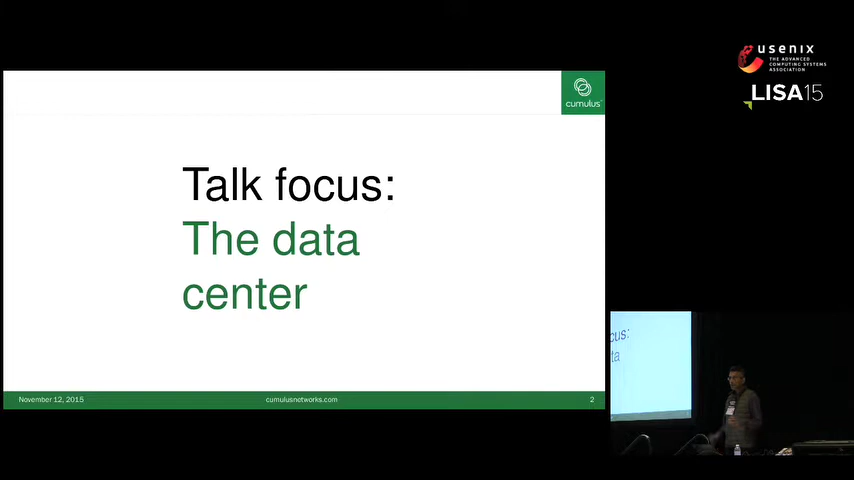 usenix
THE ADVANCED
COMPUTING SYSTEMS
ASSOCIATION
LISA15
cumulus
Talk focus:
The data
center
November 12, 2015
cumulusnetworks.com
2
cus:
ta